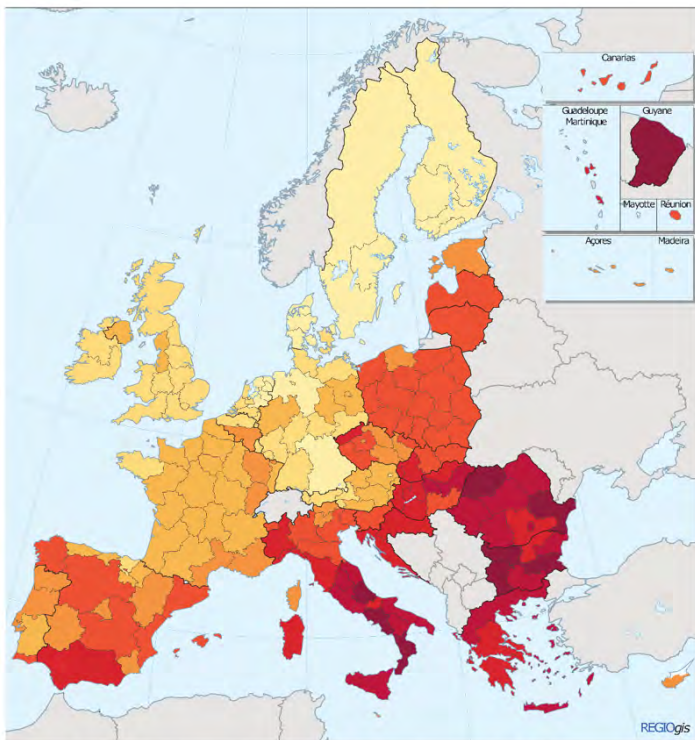 Canarias
Guadeloupe
Martinique
Guyane
Mayotte
Réunion
Açores
Madeira
REGIOgis